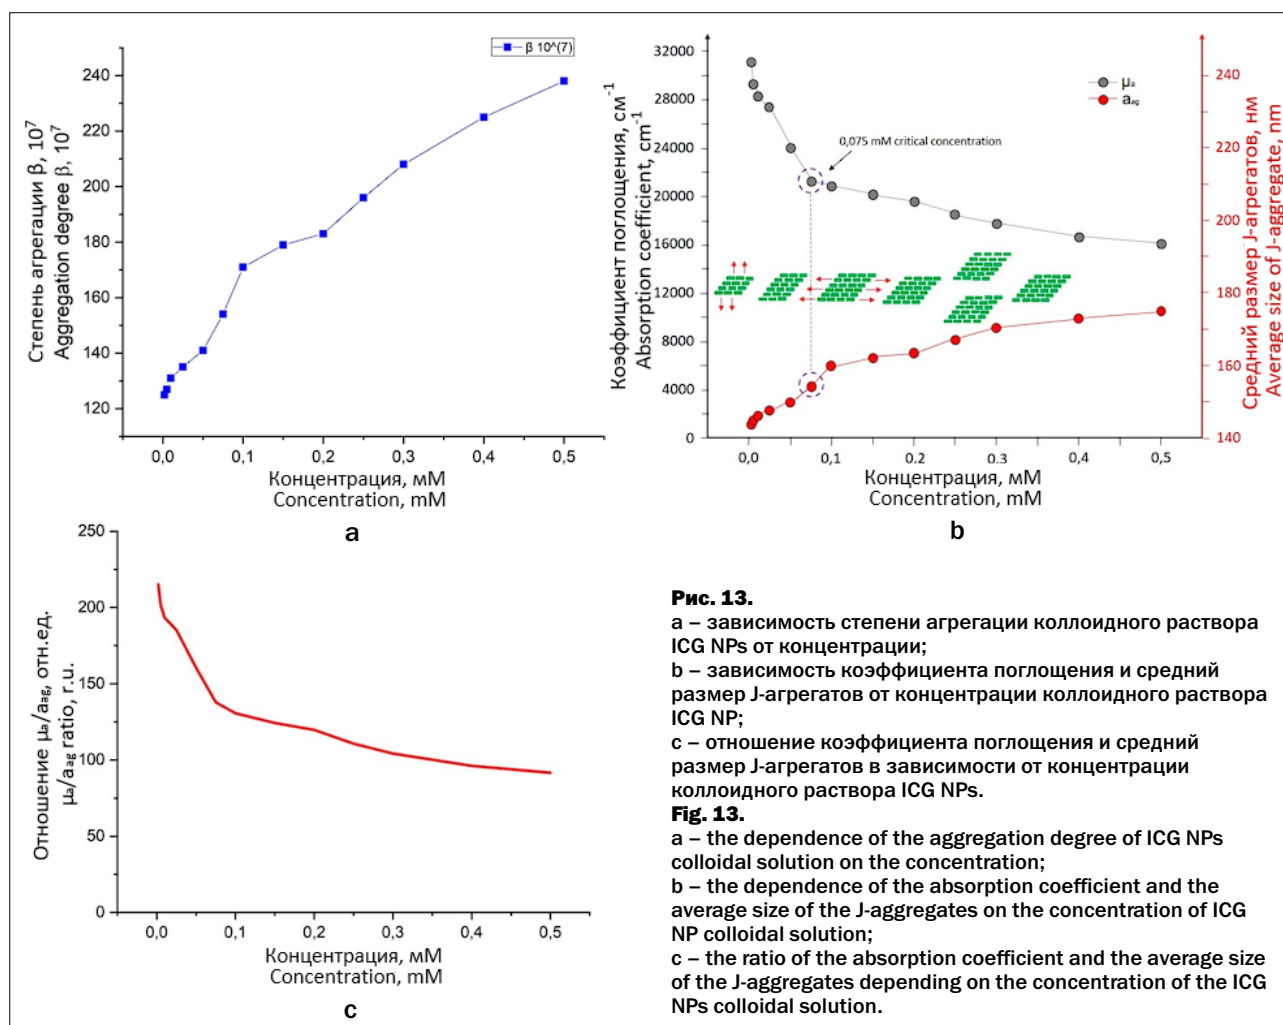 β 10^(7)
Степень агрегации β, 10⁷
Aggregation degree β, 10⁷
240
220
200
180
160
140
120
0,0
0,1
0,2
0,3
0,4
0,5
Концентрация, мМ
Concentration, mM
a
Коэффициент поглощения, см⁻¹
Absorption coefficient, cm⁻¹
32000
28000
24000
20000
16000
12000
8000
4000
0
μₐ
a_ag
0,075 mM critical concentration
240
230
220
210
200
190
180
170
160
150
140
Средний размер J-агрегатов, нм
Average size of J-aggregate, nm
0,0
0,1
0,2
0.3
0,4
0,5
Концентрация, мМ
Concentration, mM
b
Отношение μₐ/a_ag, отн.ед.
μₐ/a_ag ratio, r.u.
250
200
150
100
50
0
0,0
0,1
0,2
0,3
0,4
0,5
Концентрация, мМ
Concentration, mM
c
Рис. 13.
a – зависимость степени агрегации коллоидного раствора
ICG NPs от концентрации;
b – зависимость коэффициента поглощения и средний
размер J-агрегатов от концентрации коллоидного раствора
ICG NP;
c – отношение коэффициента поглощения и средний
размер J-агрегатов в зависимости от концентрации
коллоидного раствора ICG NPs.
Fig. 13.
a – the dependence of the aggregation degree of ICG NPs
colloidal solution on the concentration;
b – the dependence of the absorption coefficient and the
average size of the J-aggregates on the concentration of ICG
NP colloidal solution;
c – the ratio of the absorption coefficient and the average size
of the J-aggregates depending on the concentration of the ICG
NPs colloidal solution.